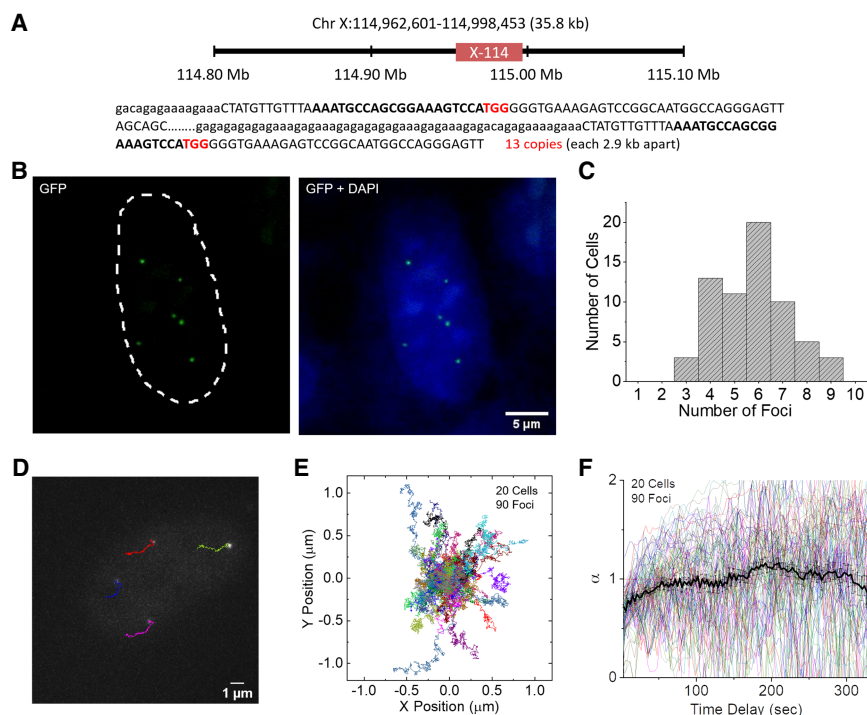 A
Chr X:114,962,601-114,998,453 (35.8 kb)
X-114
114.80 Mb 114.90 Mb 115.00 Mb 115.10 Mb
gacagagaaaagaaaCTATGTTGTTTAAAATGCCAGCGGAAAGTCCATGGGGGTGAAAGAGTCCGGCAATGGCCAGGGAGTT
AGCAGC........gagagagagagaaagagaaagagaaagagaaagagaaagagacagagaaaagaaaCTATGTTGTTTAAAATGCCAGCGG
AAAGTCCATGGGGGTGAAAGAGTCCGGCAATGGCCAGGGAGTT 13 copies (each 2.9 kb apart)
B
GFP
GFP + DAPI
5 µm
C
Number of Cells
20
15
10
5
0
1 2 3 4 5 6 7 8 9 10
Number of Foci
D
1 µm
E
20 Cells
90 Foci
Y Position (µm)
1.0
0.5
0.0
-0.5
-1.0
-1.0 -0.5 0.0 0.5 1.0
X Position (µm)
F
20 Cells
90 Foci
α
2
1
0
100 200 300
Time Delay (sec)